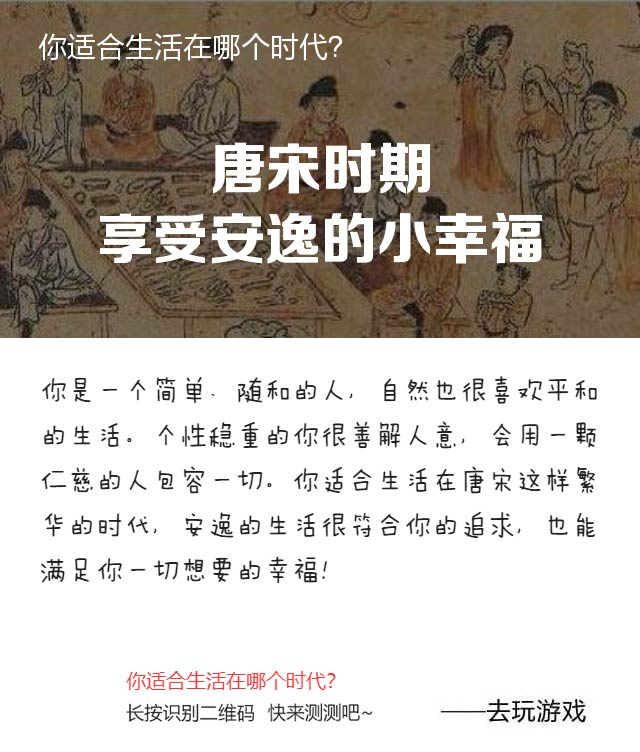 你适合生活在哪个时代？
唐宋时期
享受安逸的小幸福
你是一个简单、随和的人，自然也很喜欢平和
的生活。个性稳重的你很善解人意，会用一颗
仁慈的人包容一切。你适合生活在唐宋这样繁
华的时代，安逸的生活很符合你的追求，也能
满足你一切想要的幸福！
你适合生活在哪个时代？
长按识别二维码 快来测测吧~
——去玩游戏